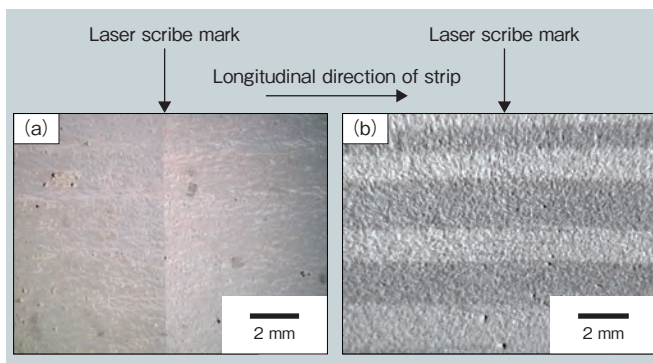 Laser scribe mark
Laser scribe mark
Longitudinal direction of strip
(a)
(b)
2 mm
2 mm